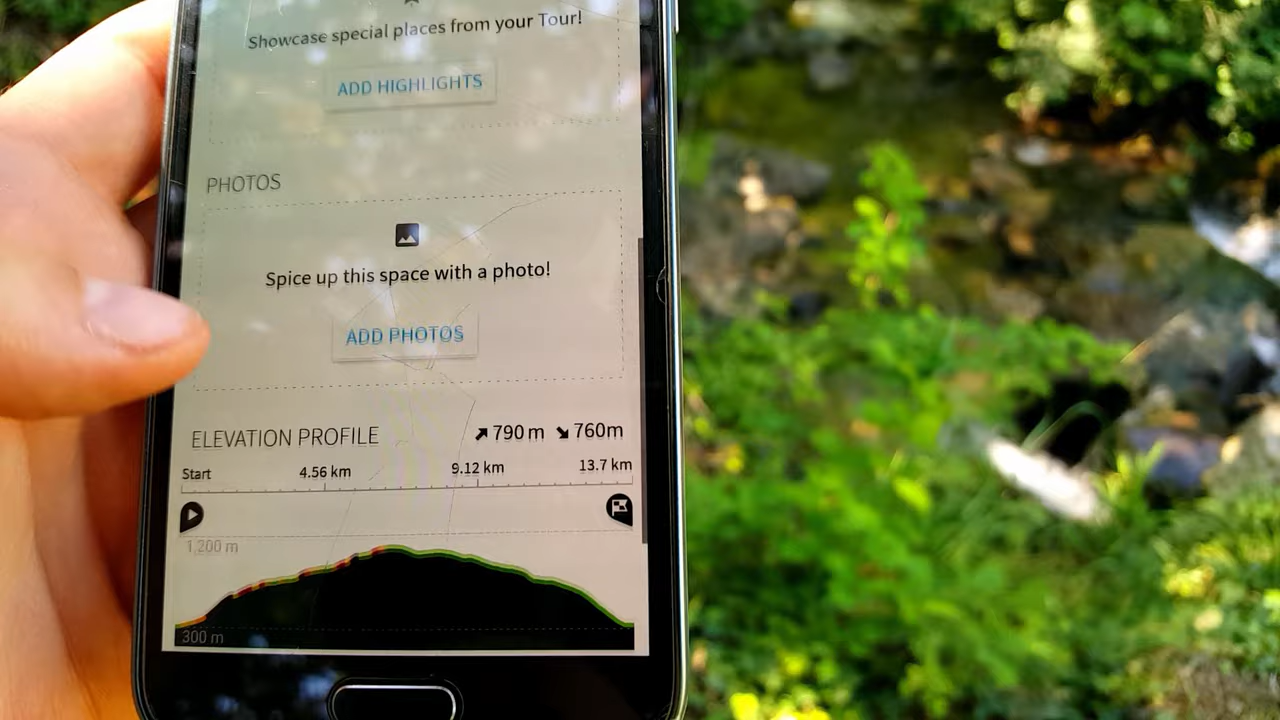 Showcase special places from your Tour!
ADD HIGHLIGHTS
PHOTOS
Spice up this space with a photo!
ADD PHOTOS
ELEVATION PROFILE 790 m 760m
Start 4.56 km 9.12 km 13.7 km
1,200 m
300 m